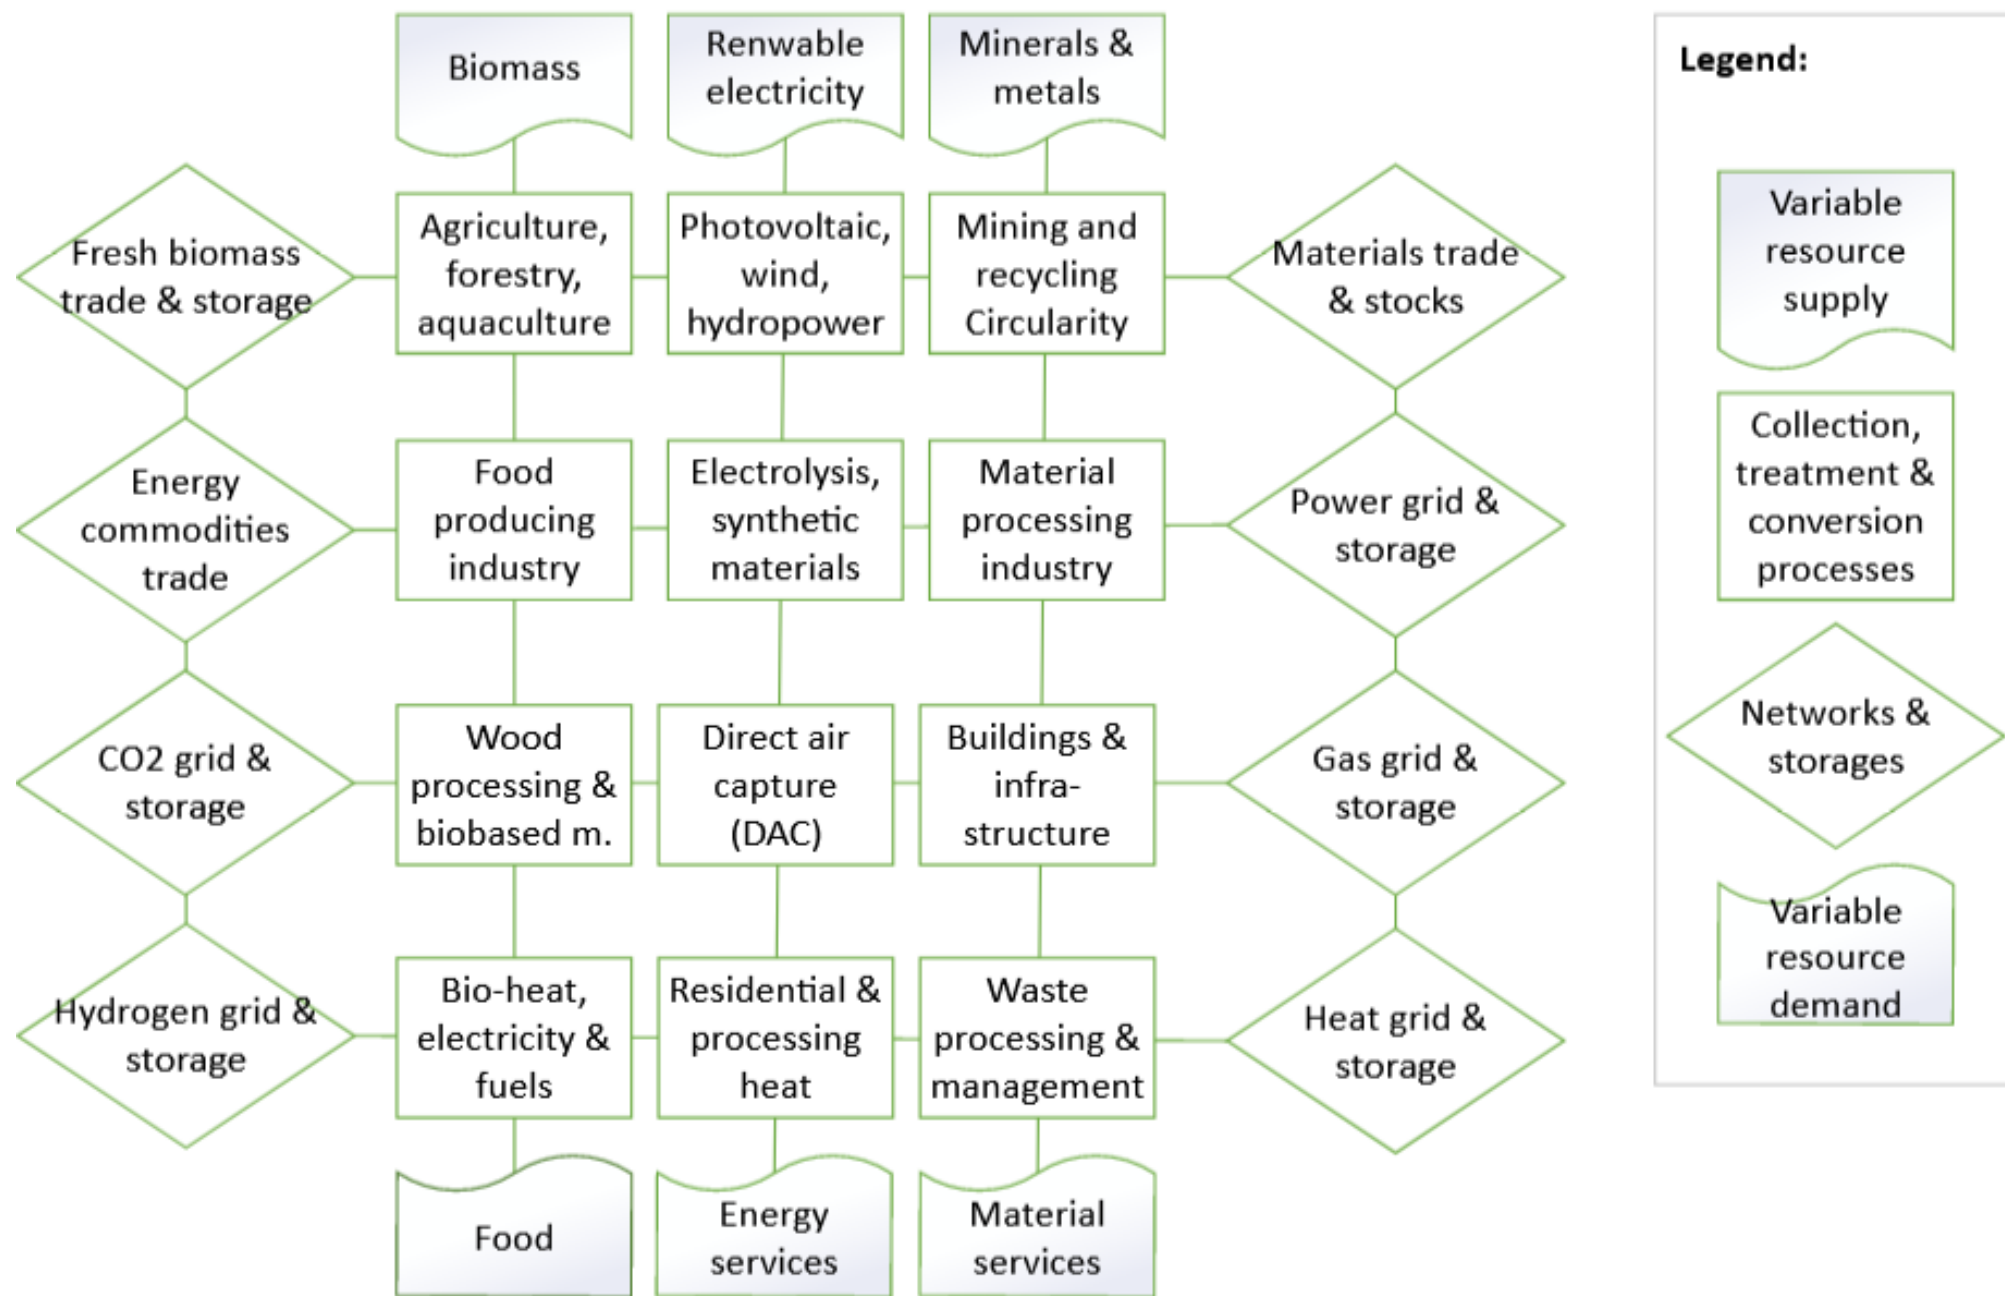 Biomass
Renwable
electricity
Minerals &
metals
Legend:
Fresh biomass
trade & storage
Agriculture,
forestry,
aquaculture
Photovoltaic,
wind,
hydropower
Mining and
recycling
Circularity
Materials trade
& stocks
Variable
resource
supply
Energy
commodities
trade
Food
producing
industry
Electrolysis,
synthetic
materials
Material
processing
industry
Power grid &
storage
Collection,
treatment &
conversion
processes
CO2 grid &
storage
Wood
processing &
biobased m.
Direct air
capture
(DAC)
Buildings &
infra-
structure
Gas grid &
storage
Networks &
storages
Hydrogen grid &
storage
Bio-heat,
electricity &
fuels
Residential &
processing
heat
Waste
processing &
management
Heat grid &
storage
Variable
resource
demand
Food
Energy
services
Material
services